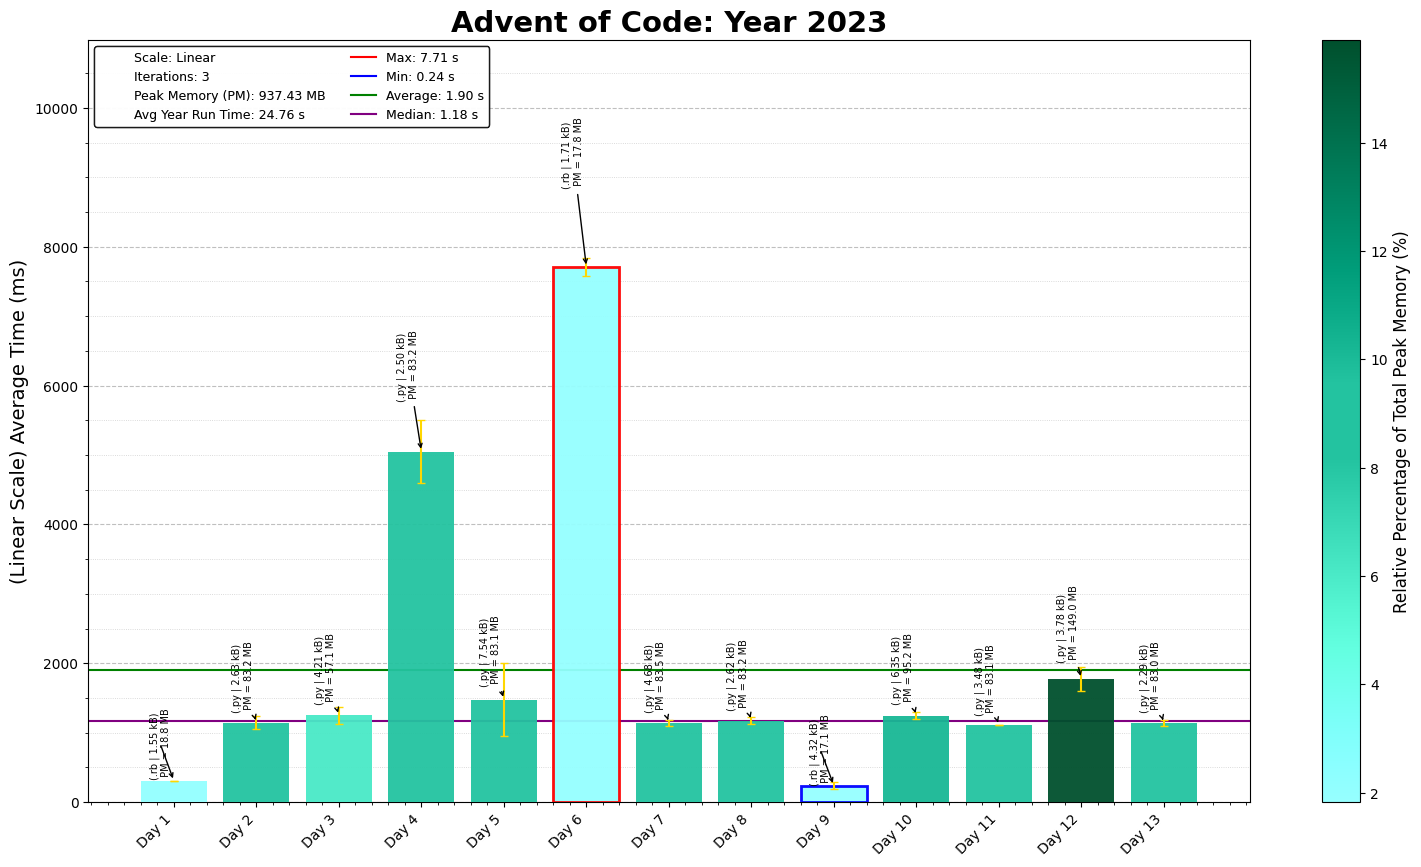 Advent of Code: Year 2023
Scale: Linear
Iterations: 3
Peak Memory (PM): 937.43 MB
Avg Year Run Time: 24.76 s
Max: 7.71 s
Min: 0.24 s
Average: 1.90 s
Median: 1.18 s
(Linear Scale) Average Time (ms)
10000
8000
6000
4000
2000
0
(.rb | 1.55 kB)
PM = 18.8 MB
(.py | 2.63 kB)
PM = 83.2 MB
(.py | 4.21 kB)
PM = 57.1 MB
(.py | 2.50 kB)
PM = 83.2 MB
(.py | 7.54 kB)
PM = 83.1 MB
(.rb | 1.71 kB)
PM = 17.8 MB
(.py | 4.68 kB)
PM = 83.5 MB
(.py | 2.62 kB)
PM = 83.2 MB
(.rb | 4.32 kB)
PM = 17.1 MB
(.py | 6.35 kB)
PM = 95.2 MB
(.py | 3.48 kB)
PM = 83.1 MB
(.py | 3.78 kB)
PM = 149.0 MB
(.py | 2.29 kB)
PM = 83.0 MB
Day 1
Day 2
Day 3
Day 4
Day 5
Day 6
Day 7
Day 8
Day 9
Day 10
Day 11
Day 12
Day 13
14
12
10
8
6
4
2
Relative Percentage of Total Peak Memory (%)